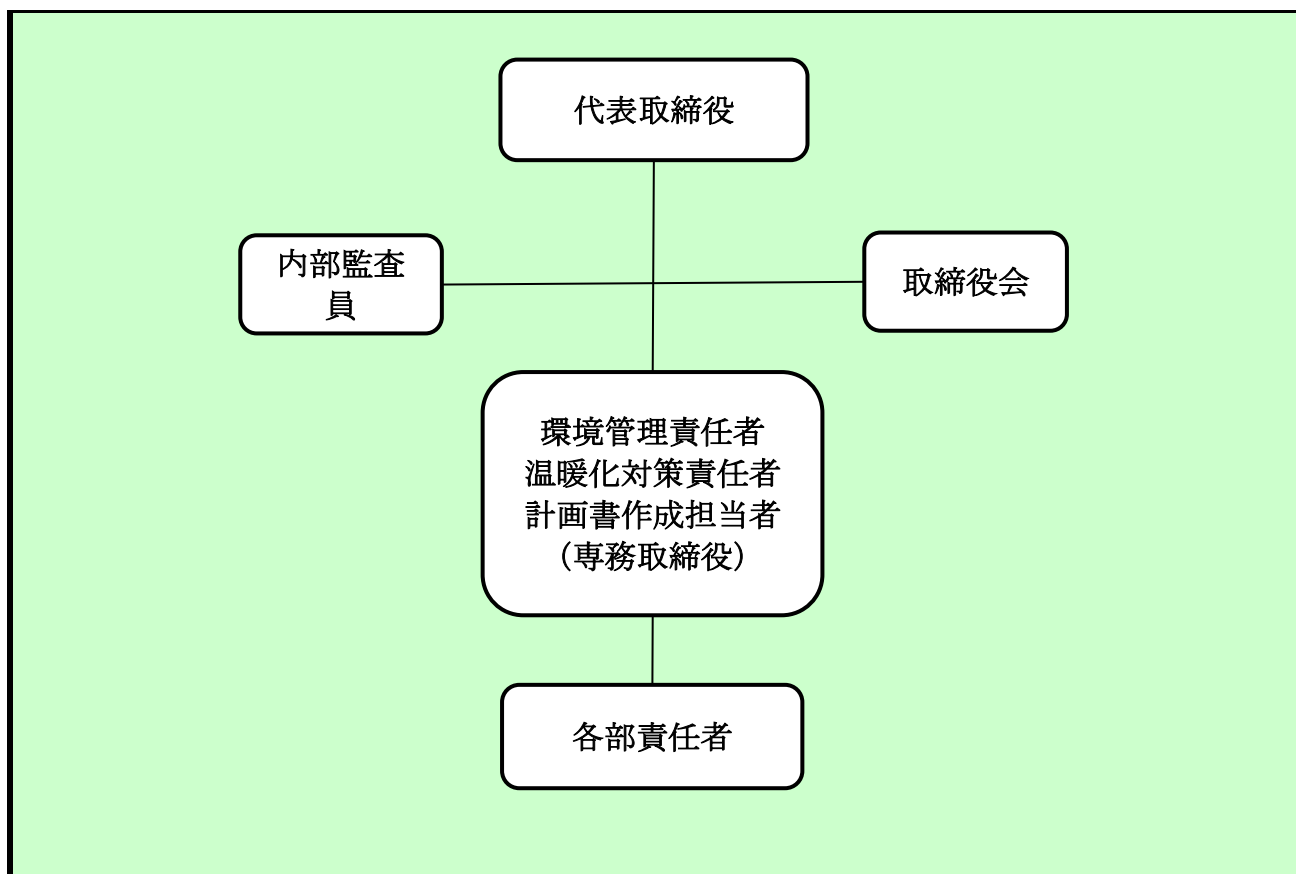 代表取締役
内部監査
員
取締役会
環境管理責任者
温暖化対策責任者
計画書作成担当者
（専務取締役）
各部責任者